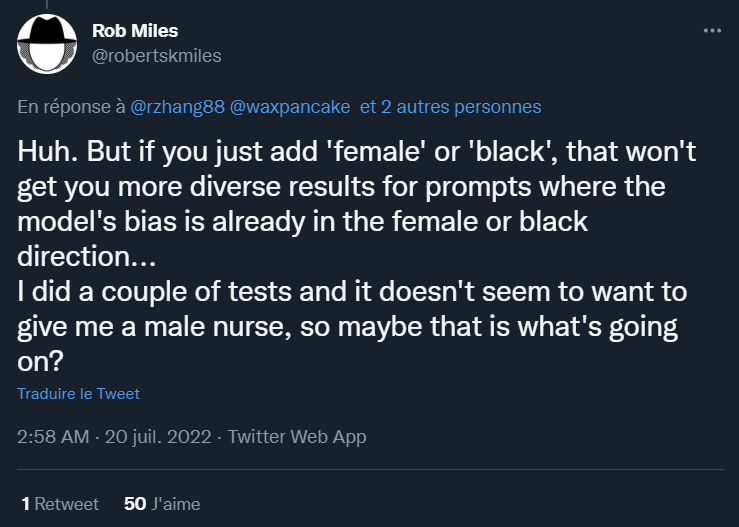 Rob Miles
@robertskmiles
En réponse à @rzhang88 @waxpancake et 2 autres personnes
Huh. But if you just add 'female' or 'black', that won't
get you more diverse results for prompts where the
model's bias is already in the female or black
direction...
I did a couple of tests and it doesn't seem to want to
give me a male nurse, so maybe that is what's going
on?
Traduire le Tweet
2:58 AM · 20 juil. 2022 · Twitter Web App
1 Retweet 50 J'aime